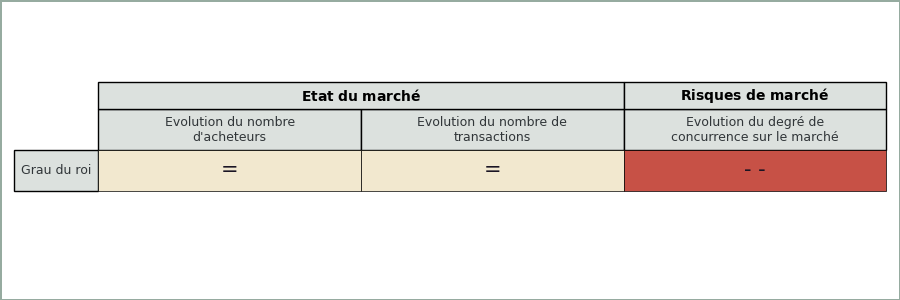 Etat du marché
Risques de marché
Evolution du nombre
d'acheteurs
Evolution du nombre de
transactions
Evolution du degré de
concurrence sur le marché
Grau du roi
=
=
- -